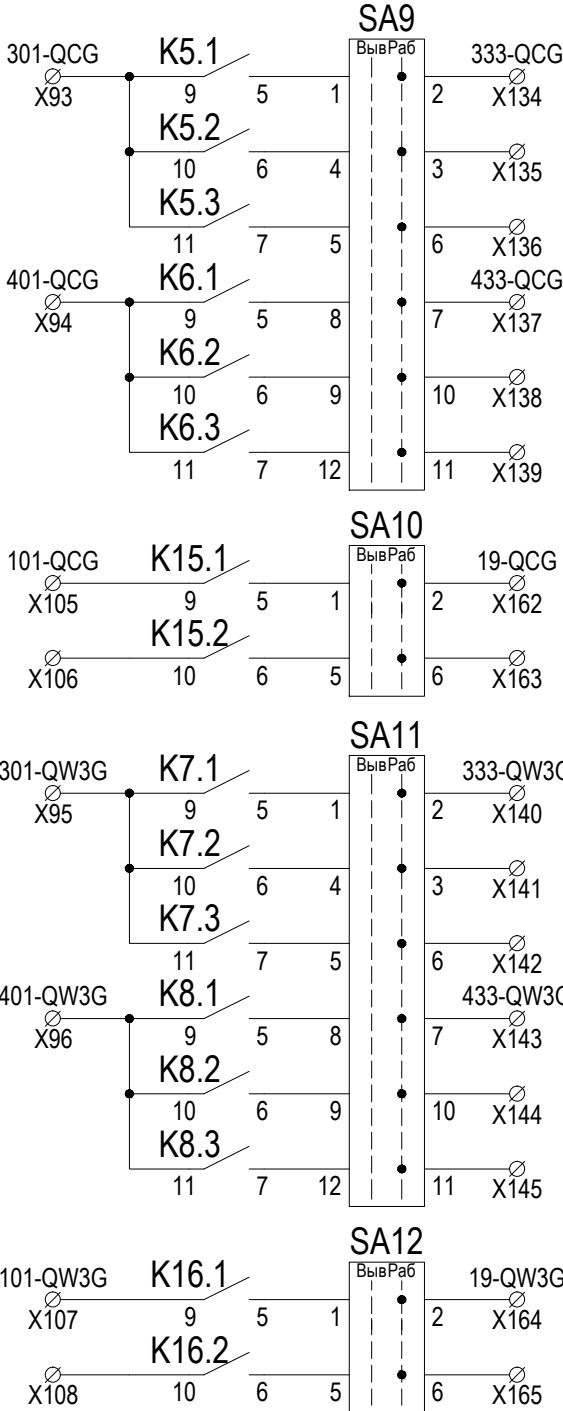 SA9
ВывРаб
301-QCG K5.1 333-QCG
X93 9 5 1 2 X134
K5.2
10 6 4 3 X135
K5.3
11 7 5 6 X136
401-QCG K6.1 433-QCG
X94 9 5 8 7 X137
K6.2
10 6 9 10 X138
K6.3
11 7 12 11 X139
SA10
ВывРаб
101-QCG K15.1 19-QCG
X105 9 5 1 2 X162
K15.2
X106 10 6 5 6 X163
SA11
ВывРаб
301-QW3G K7.1 333-QW3G
X95 9 5 1 2 X140
K7.2
10 6 4 3 X141
K7.3
11 7 5 6 X142
401-QW3G K8.1 433-QW3G
X96 9 5 8 7 X143
K8.2
10 6 9 10 X144
K8.3
11 7 12 11 X145
SA12
ВывРаб
101-QW3G K16.1 19-QW3G
X107 9 5 1 2 X164
K16.2
X108 10 6 5 6 X165